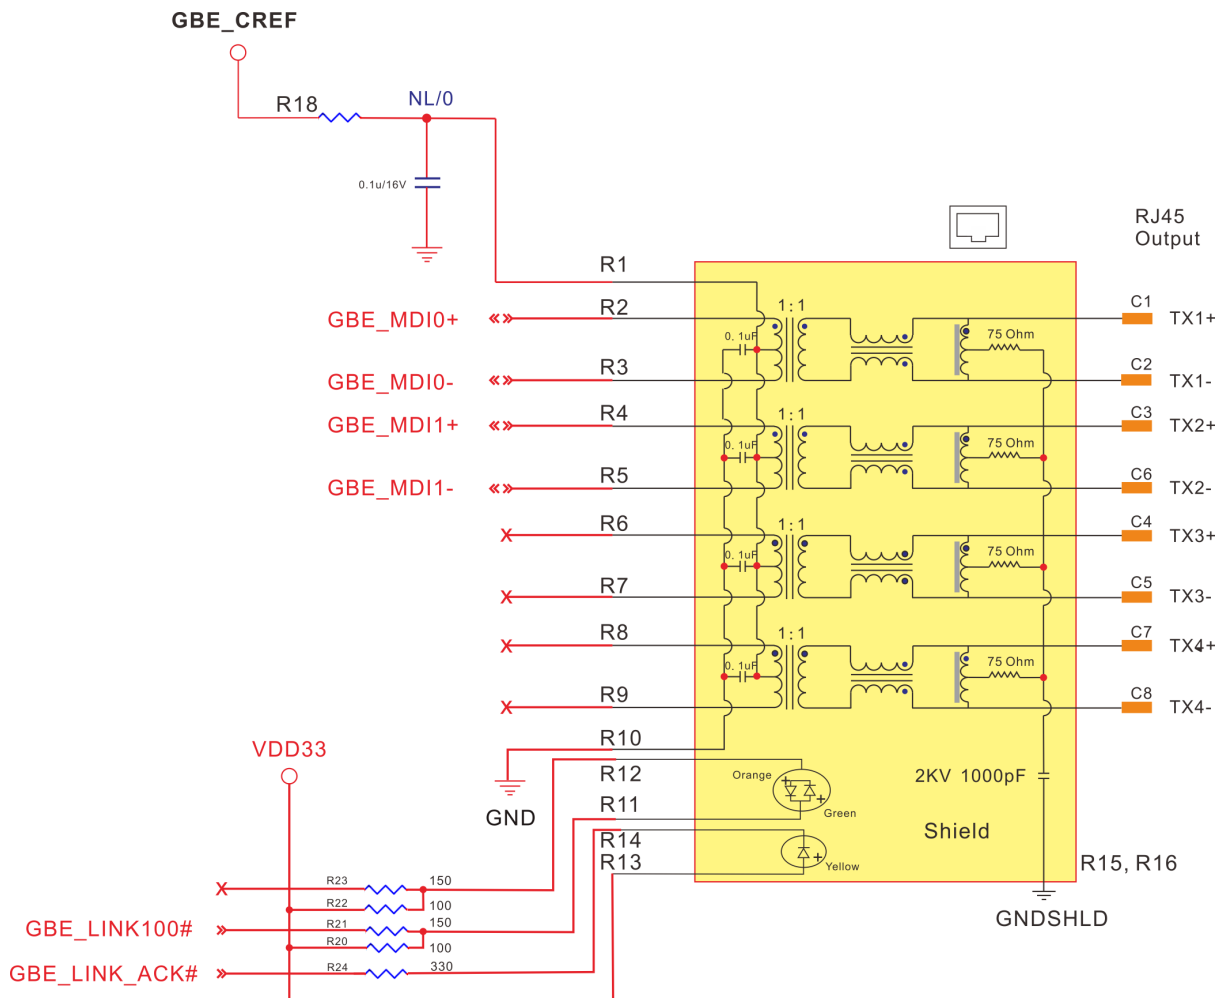 GBE_CREF
R18
NL/0
0.1u/16V
RJ45
Output
R1
GBE_MDI0+
R2
1:1
C1
TX1+
0. 1uF
75 Ohm
GBE_MDI0-
R3
C2
TX1-
GBE_MDI1+
R4
1:1
C3
TX2+
0. 1uF
75 Ohm
GBE_MDI1-
R5
C6
TX2-
X
R6
1:1
C4
TX3+
0. 1uF
75 Ohm
X
R7
C5
TX3-
X
R8
1:1
C7
TX4+
0. 1uF
75 Ohm
X
R9
C8
TX4-
R10
VDD33
R12
Orange
2KV 1000pF
GND
R11
Green
R14
Shield
R13
Yellow
R15, R16
X
R23
150
R22
100
GNDSHLD
GBE_LINK100#
R21
150
R20
100
GBE_LINK_ACK#
R24
330